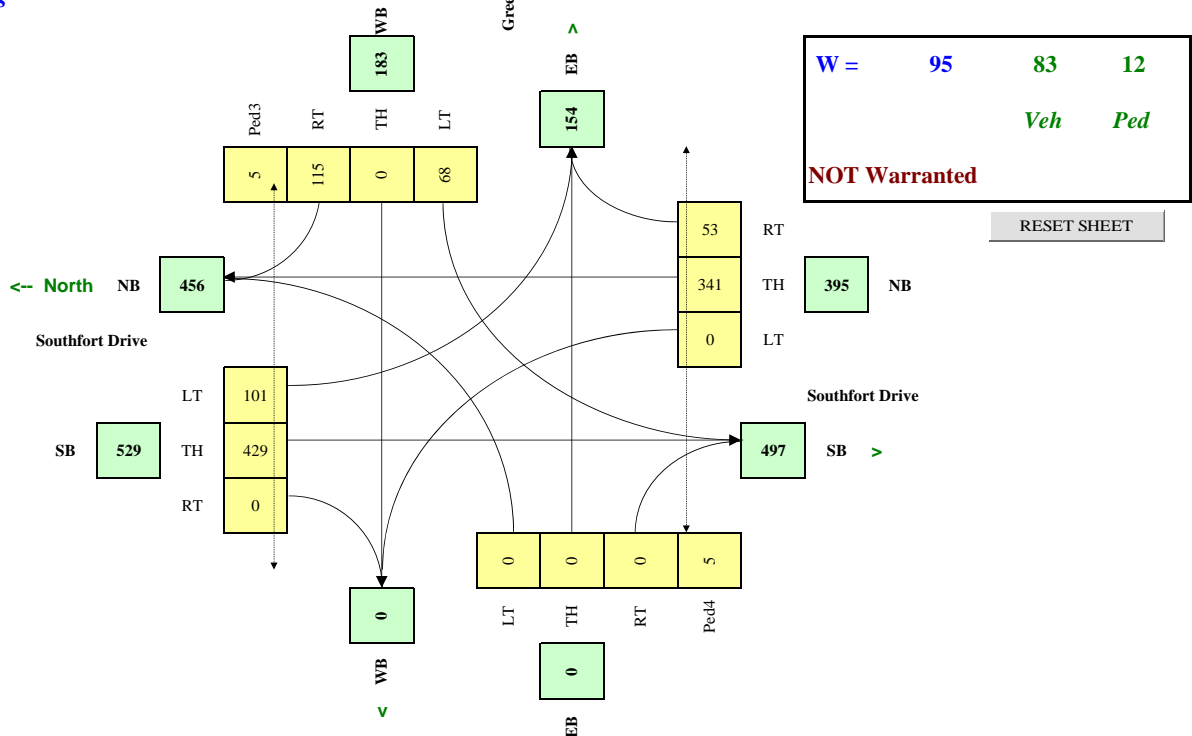 WB
183
EB
154
^
W = 95 83 12
Veh Ped
NOT Warranted
RESET SHEET
Ped3 RT TH LT
5 115 0 68
53 RT
341 TH
0 LT
395 NB
<-- North NB 456
Southfort Drive
LT 101
SB 529 TH 429
RT 0
Southfort Drive
497 SB >
0 0 0 5
LT TH RT Ped4
0
WB
v
0
EB